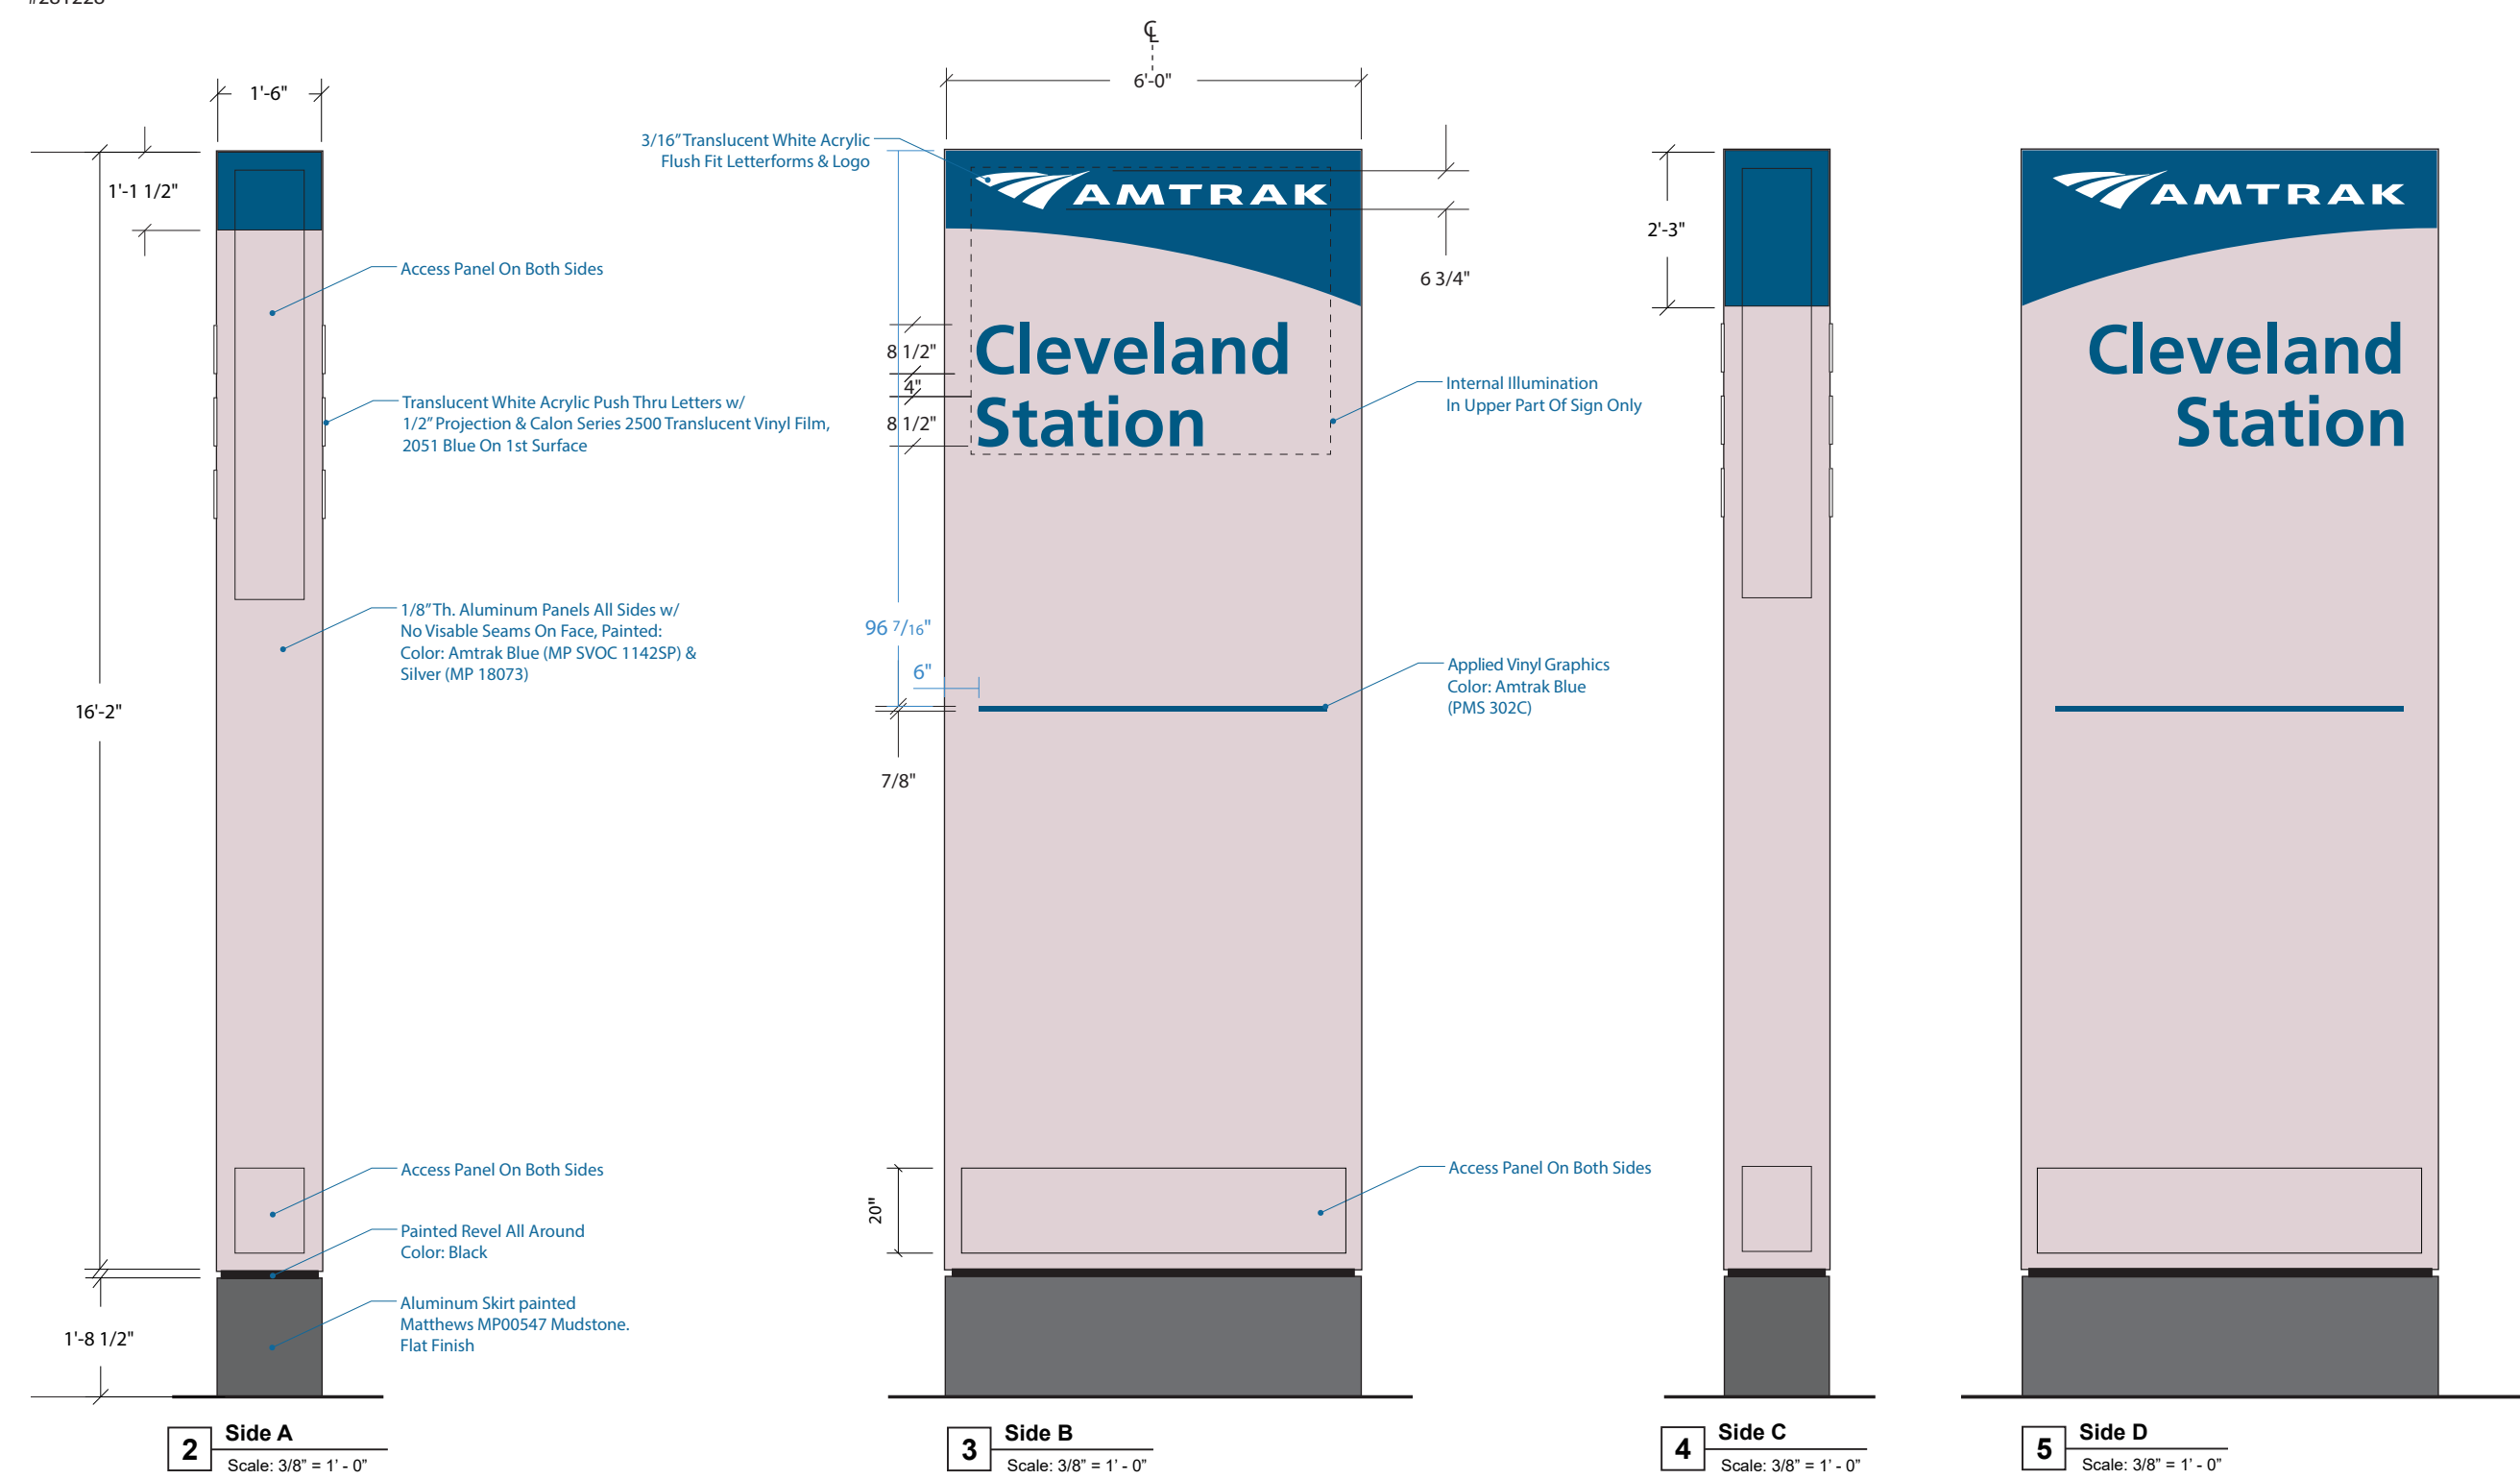 ℄
6'-0"
1'-6"
1'-1 1/2"
16'-2"
1'-8 1/2"
Access Panel On Both Sides
Translucent White Acrylic Push Thru Letters w/
1/2" Projection & Calon Series 2500 Translucent Vinyl Film,
2051 Blue On 1st Surface
1/8" Th. Aluminum Panels All Sides w/
No Visable Seams On Face, Painted:
Color: Amtrak Blue (MP SVOC 1142SP) &
Silver (MP 18073)
Access Panel On Both Sides
Painted Revel All Around
Color: Black
Aluminum Skirt painted
Matthews MP00547 Mudstone.
Flat Finish
2
Side A
Scale: 3/8” = 1’ - 0”
3/16” Translucent White Acrylic
Flush Fit Letterforms & Logo
AMTRAK
6 3/4"
8 1/2"
4"
8 1/2"
Cleveland
Station
Internal Illumination
In Upper Part Of Sign Only
96 7/16"
6"
7/8"
Applied Vinyl Graphics
Color: Amtrak Blue
(PMS 302C)
20"
Access Panel On Both Sides
3
Side B
Scale: 3/8” = 1’ - 0”
2'-3"
4
Side C
Scale: 3/8” = 1’ - 0”
AMTRAK
Cleveland
Station
5
Side D
Scale: 3/8” = 1’ - 0”